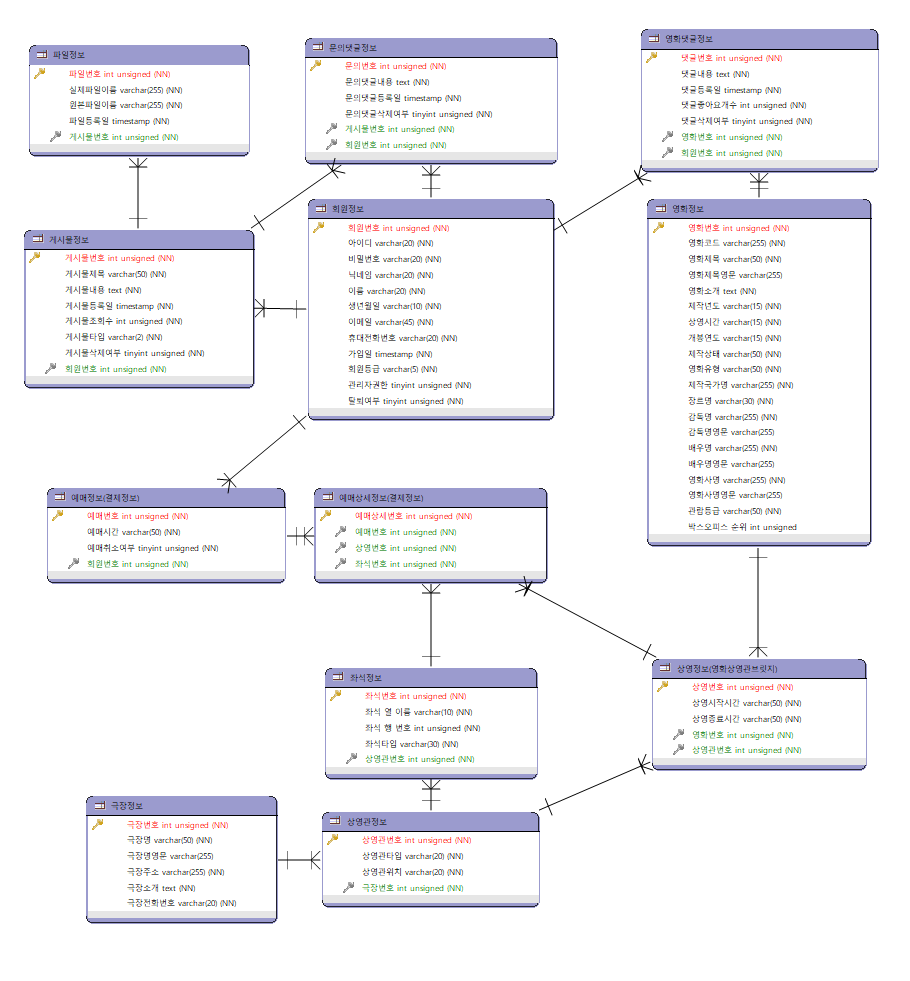 파일정보
파일번호 int unsigned (NN)
실제파일이름 varchar(255) (NN)
원본파일이름 varchar(255) (NN)
파일등록일 timestamp (NN)
게시물번호 int unsigned (NN)
문의댓글정보
문의번호 int unsigned (NN)
문의댓글내용 text (NN)
문의댓글등록일 timestamp (NN)
문의댓글삭제여부 tinyint unsigned (NN)
게시물번호 int unsigned (NN)
회원번호 int unsigned (NN)
영화댓글정보
댓글번호 int unsigned (NN)
댓글내용 text (NN)
댓글등록일 timestamp (NN)
댓글좋아요개수 int unsigned (NN)
댓글삭제여부 tinyint unsigned (NN)
영화번호 int unsigned (NN)
회원번호 int unsigned (NN)
게시물정보
게시물번호 int unsigned (NN)
게시물제목 varchar(50) (NN)
게시물내용 text (NN)
게시물등록일 timestamp (NN)
게시물조회수 int unsigned (NN)
게시물타입 varchar(2) (NN)
게시물삭제여부 tinyint unsigned (NN)
회원번호 int unsigned (NN)
회원정보
회원번호 int unsigned (NN)
아이디 varchar(20) (NN)
비밀번호 varchar(20) (NN)
닉네임 varchar(20) (NN)
이름 varchar(20) (NN)
생년월일 varchar(10) (NN)
이메일 varchar(45) (NN)
휴대전화번호 varchar(20) (NN)
가입일 timestamp (NN)
회원등급 varchar(5) (NN)
관리자권한 tinyint unsigned (NN)
탈퇴여부 tinyint unsigned (NN)
영화정보
영화번호 int unsigned (NN)
영화코드 varchar(255) (NN)
영화제목 varchar(50) (NN)
영화제목영문 varchar(255)
영화소개 text (NN)
제작년도 varchar(15) (NN)
상영시간 varchar(15) (NN)
개봉연도 varchar(15) (NN)
제작상태 varchar(50) (NN)
영화유형 varchar(50) (NN)
제작국가명 varchar(255) (NN)
장르명 varchar(30) (NN)
감독명 varchar(255) (NN)
감독명영문 varchar(255)
배우명 varchar(255) (NN)
배우명영문 varchar(255)
영화사명 varchar(255) (NN)
영화사명영문 varchar(255)
관람등급 varchar(50) (NN)
박스오피스 순위 int unsigned
예매정보(결제정보)
예매번호 int unsigned (NN)
예매시간 varchar(50) (NN)
예매취소여부 tinyint unsigned (NN)
회원번호 int unsigned (NN)
예매상세정보(결제정보)
예매상세번호 int unsigned (NN)
예매번호 int unsigned (NN)
상영번호 int unsigned (NN)
좌석번호 int unsigned (NN)
좌석정보
좌석번호 int unsigned (NN)
좌석 열 이름 varchar(10) (NN)
좌석 행 번호 int unsigned (NN)
좌석타입 varchar(30) (NN)
상영관번호 int unsigned (NN)
상영정보(영화상영관브릿지)
상영번호 int unsigned (NN)
상영시작시간 varchar(50) (NN)
상영종료시간 varchar(50) (NN)
영화번호 int unsigned (NN)
상영관번호 int unsigned (NN)
극장정보
극장번호 int unsigned (NN)
극장명 varchar(50) (NN)
극장명영문 varchar(255)
극장주소 varchar(255) (NN)
극장소개 text (NN)
극장전화번호 varchar(20) (NN)
상영관정보
상영관번호 int unsigned (NN)
상영관타입 varchar(20) (NN)
상영관위치 varchar(20) (NN)
극장번호 int unsigned (NN)